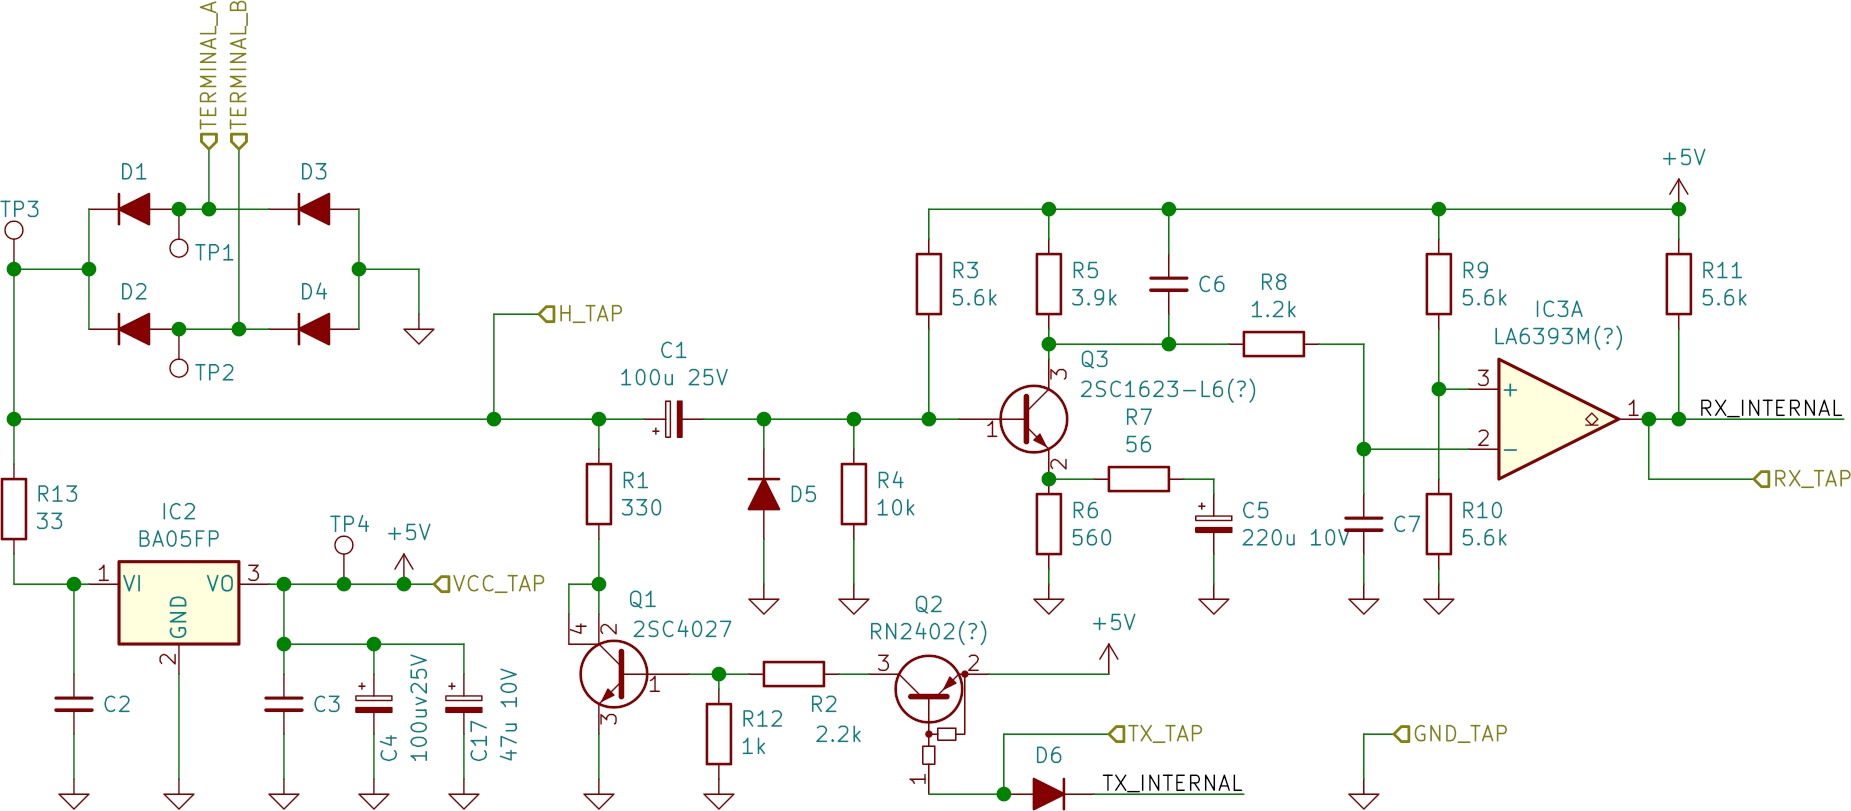 TERMINAL_A
TERMINAL_B
D1
D3
TP3
TP1
D2
D4
TP2
H_TAP
C1
100u 25V
R3
5.6k
R5
3.9k
C6
R8
1.2k
R9
5.6k
+5V
R11
5.6k
IC3A
LA6393M(?)
Q3
2SC1623-L6(?)
3
1
2
R7
56
3
+
2
-
1
RX_INTERNAL
RX_TAP
R13
33
IC2
BA05FP
TP4
+5V
1
VI
VO
3
GND
2
VCC_TAP
R1
330
D5
R4
10k
R6
560
C5
220u 10V
C7
R10
5.6k
Q1
2SC4027
4
2
1
3
Q2
RN2402(?)
3
2
1
+5V
C2
C3
C4
100uv25V
C17
47u 10V
R12
1k
R2
2.2k
TX_TAP
D6
TX_INTERNAL
GND_TAP